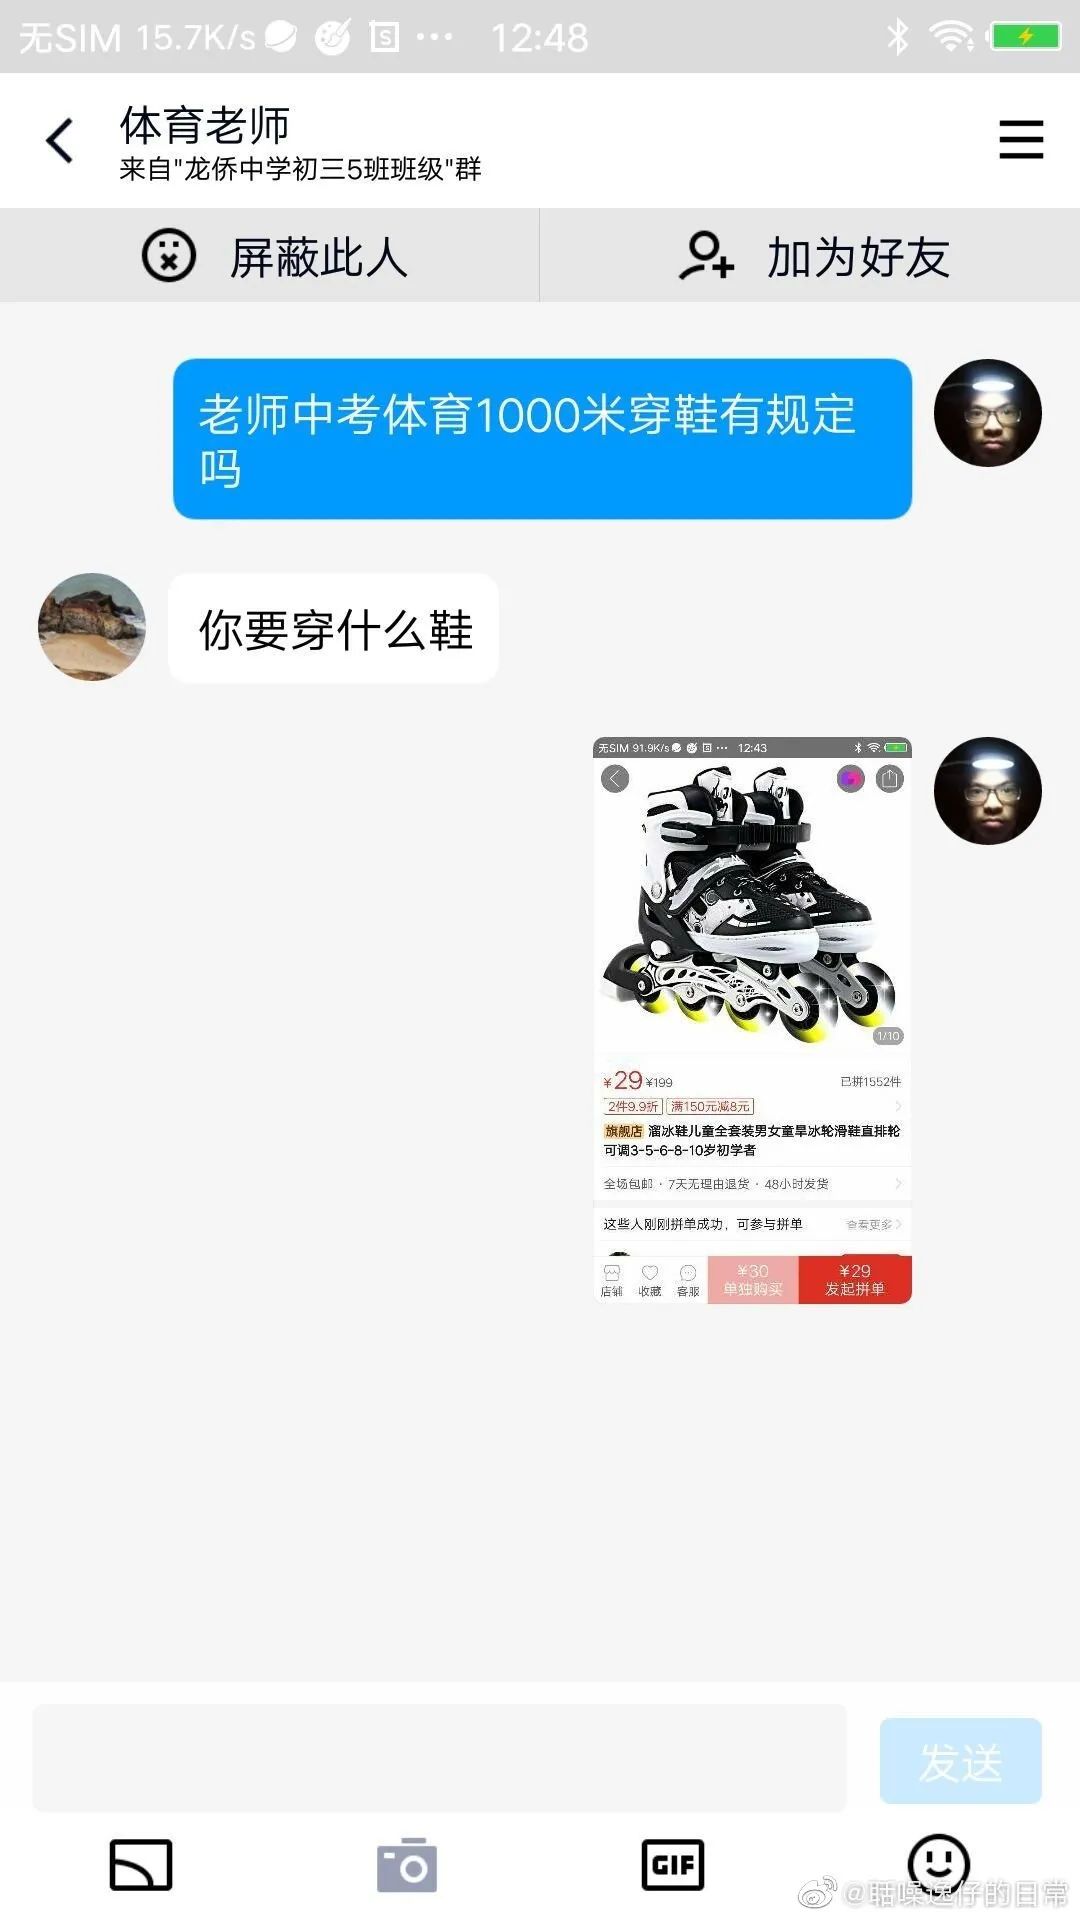 无SIM 15.7K/s S ··· 12:48
体育老师
来自"龙侨中学初三5班班级"群
屏蔽此人 加为好友
老师中考体育1000米穿鞋有规定
吗
你要穿什么鞋
无SIM 91.9K/s S ··· 12:43
1/10
¥29 ¥199 已拼1552件
2件9.9折 满150元减8元
旗舰店 溜冰鞋儿童全套装男女童旱冰轮滑鞋直排轮
可调3-5-6-8-10岁初学者
全场包邮 · 7天无理由退货 · 48小时发货
这些人刚刚拼单成功，可参与拼单 查看更多
店铺 收藏 客服 ¥30 单独购买 ¥29 发起拼单
发送
GIF
@聒噪逸仔的日常